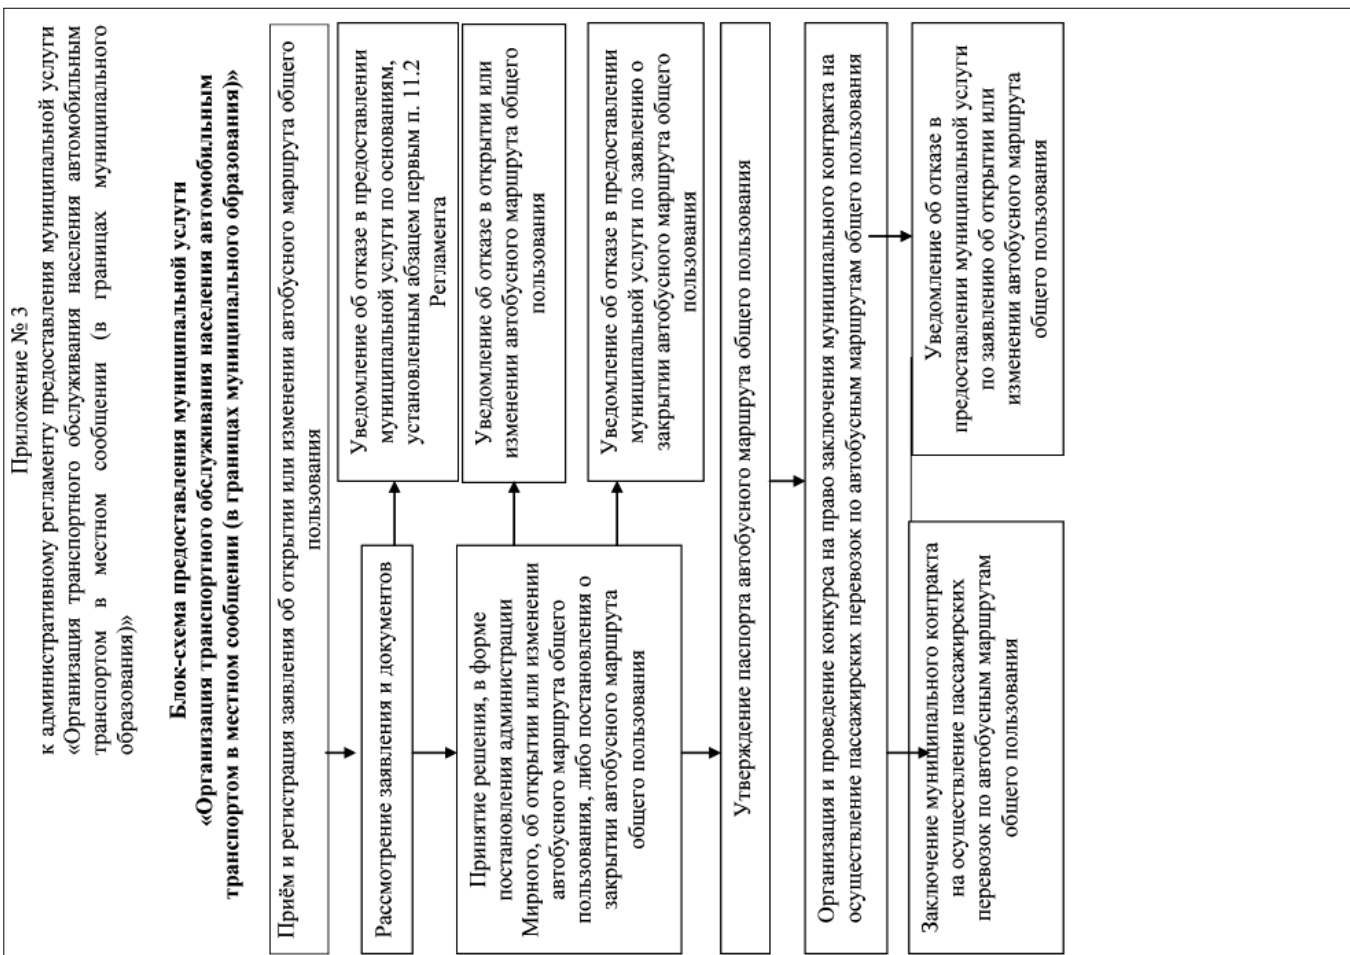 Приложение № 3
к административному регламенту предоставления муниципальной услуги
«Организация транспортного обслуживания населения автомобильным
транспортом в местном сообщении (в границах муниципального
образования)»
Блок-схема предоставления муниципальной услуги
«Организация транспортного обслуживания населения автомобильным
транспортом в местном сообщении (в границах муниципального образования)»
Приём и регистрация заявления об открытии или изменении автобусного маршрута общего
пользования
Рассмотрение заявления и документов
Уведомление об отказе в предоставлении
муниципальной услуги по основаниям,
установленным абзацем первым п. 11.2
Регламента
Принятие решения, в форме
постановления администрации
Мирного, об открытии или изменении
автобусного маршрута общего
пользования, либо постановления о
закрытии автобусного маршрута
общего пользования
Уведомление об отказе в открытии или
изменении автобусного маршрута общего
пользования
Уведомление об отказе в предоставлении
муниципальной услуги по заявлению о
закрытии автобусного маршрута общего
пользования
Утверждение паспорта автобусного маршрута общего пользования
Организация и проведение конкурса на право заключения муниципального контракта на
осуществление пассажирских перевозок по автобусным маршрутам общего пользования
Заключение муниципального контракта
на осуществление пассажирских
перевозок по автобусным маршрутам
общего пользования
Уведомление об отказе в
предоставлении муниципальной услуги
по заявлению об открытии или
изменении автобусного маршрута
общего пользования